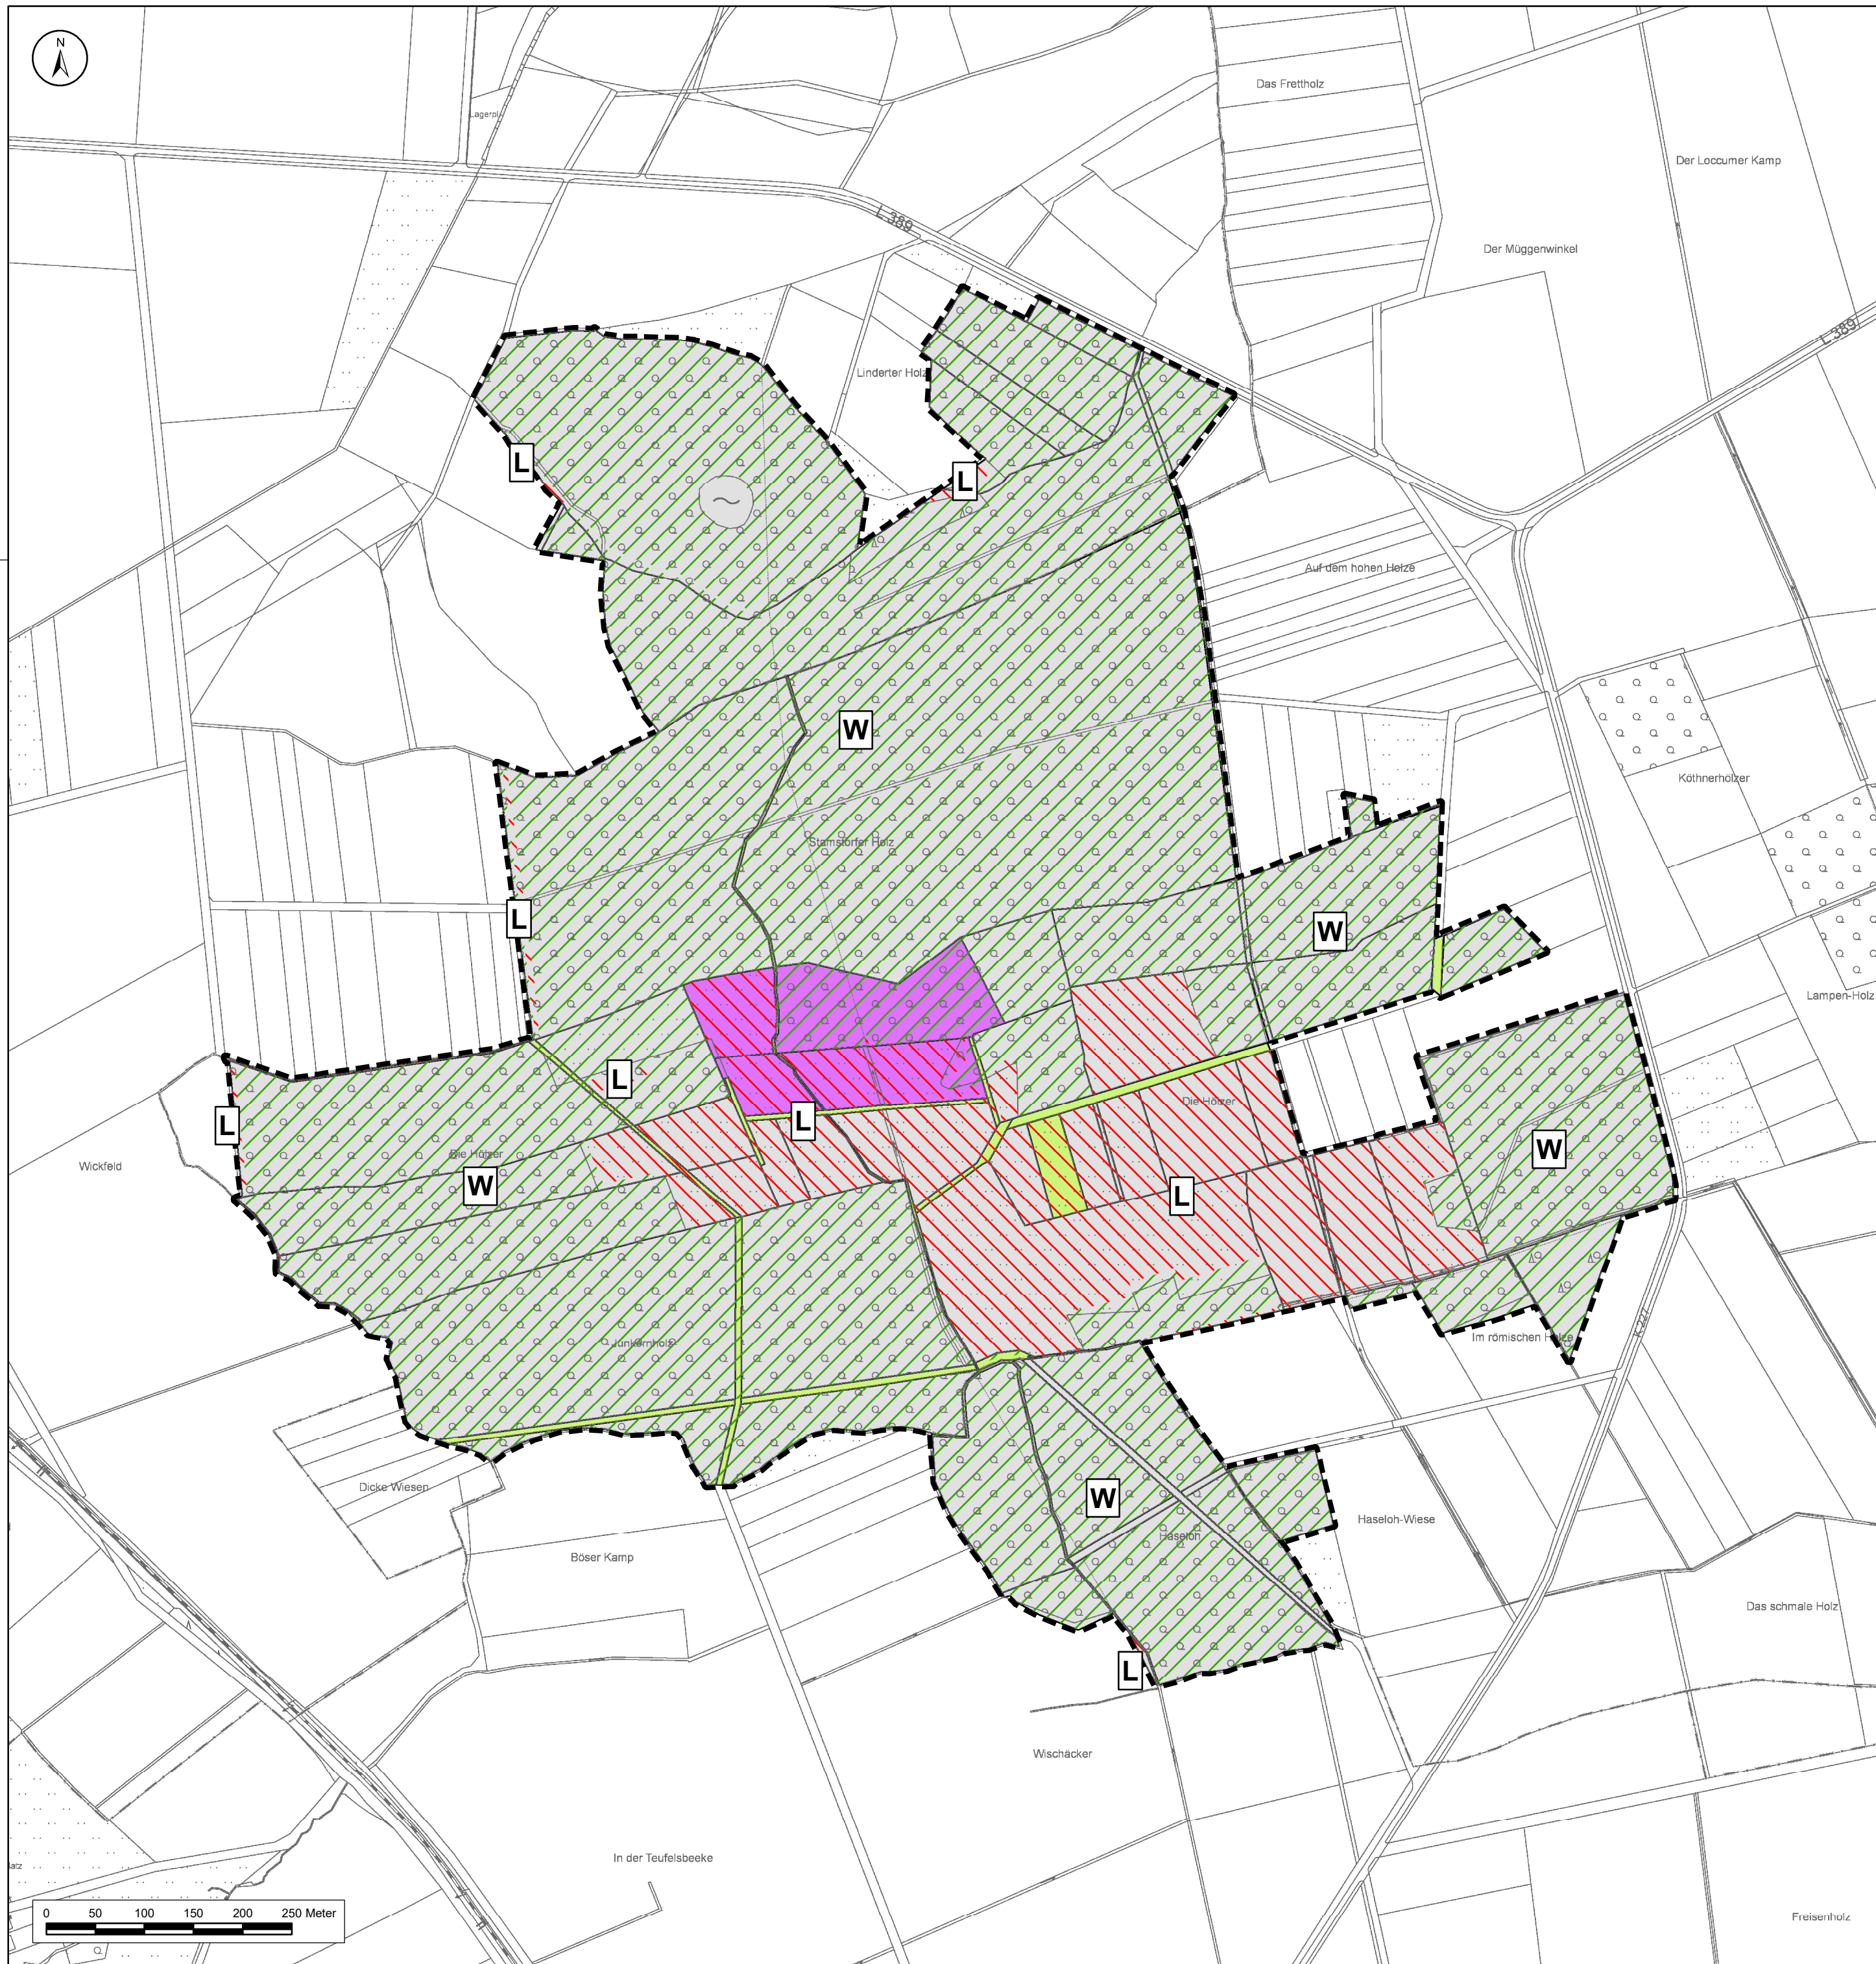 N
Lagerpl.
Das Frettholz
Der Loccumer Kamp
L 389
Der Müggenwinkel
L 389
Linderter Holz
L
L
Auf dem hohen Holze
W
Köthnerhölzer
Stamstorfer Holz
L
W
Lampen-Holz
L
Die Hölzer
L
L
Wickfeld
Die Hölzer
W
W
L
Junkernholz
Im römischen Holze
Dicke Wiesen
W
Haseloh
Haseloh-Wiese
Böser Kamp
Das schmale Holz
L
Wischäcker
In der Teufelsbeeke
Freisenholz
0 50 100 150 200 250 Meter